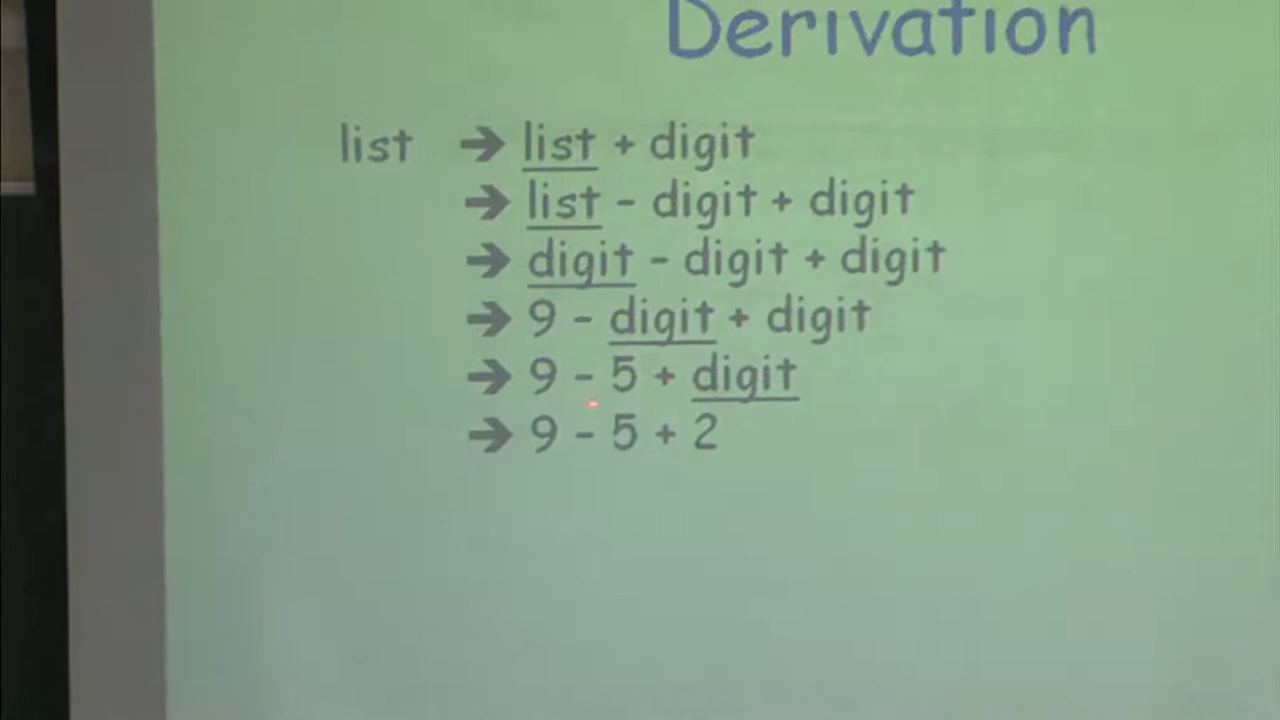 Derivation
list → list + digit
→ list - digit + digit
→ digit - digit + digit
→ 9 - digit + digit
→ 9 - 5 + digit
→ 9 - 5 + 2